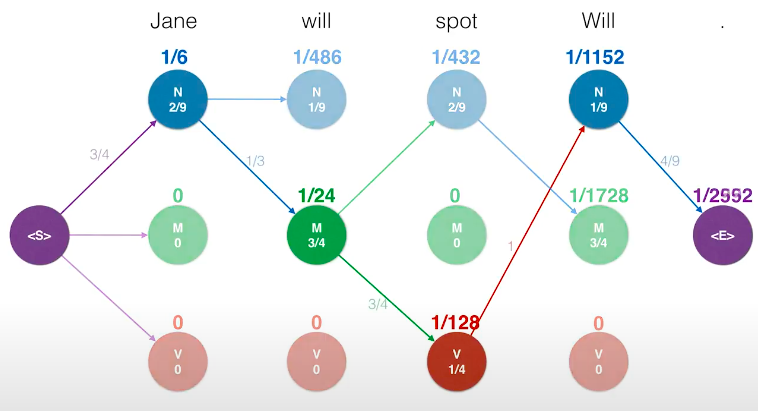 Jane will spot Will .
1/6 1/486 1/432 1/1152
N N N N
2/9 1/9 2/9 1/9
3/4 1/3 4/9
0 1/24 0 1/1728 1/2592
<S> M M M M <E>
0 3/4 0 3/4
1
3/4
0 0 1/128 0
V V V V
0 0 1/4 0